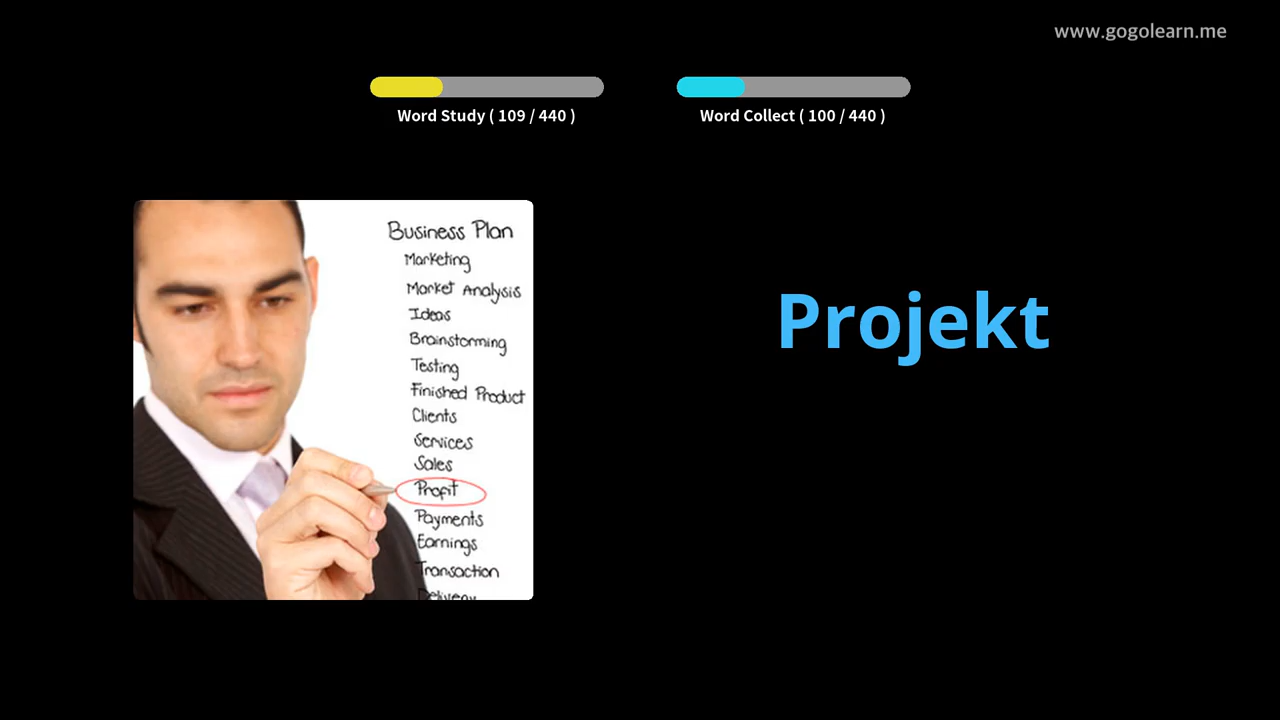 www.gogolearn.me
Word Study ( 109 / 440 )
Word Collect ( 100 / 440 )
Business Plan
Marketing
Market Analysis
Ideas
Brainstorming
Testing
Finished Product
Clients
Services
Sales
Profit
Payments
Earnings
Transaction
Delivery
Projekt